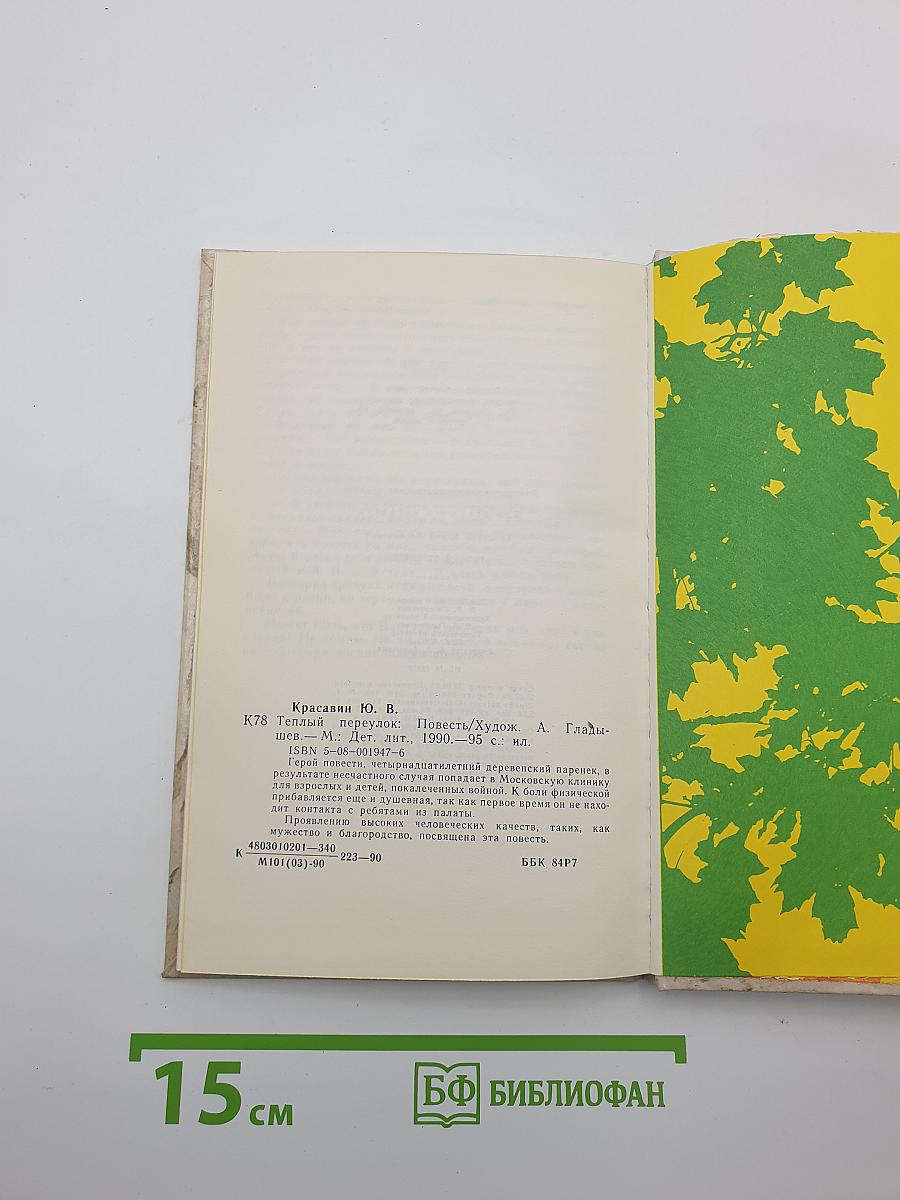 Красавин Ю. В.
К78 Теплый переулок: Повесть/Худож. А. Глады-
шев.— М.: Дет. лит., 1990.—95 с.: ил.
ISBN 5—08—001947—6
Герой повести, четырнадцатилетний деревенский паренек, в
результате несчастного случая попадает в Московскую клинику
для взрослых и детей, покалеченных войной. К боли физической
прибавляется еще и душевная, так как первое время он не нахо-
дит контакта с ребятами из палаты.
Проявлению высоких человеческих качеств, таких, как
мужество и благородство, посвящена эта повесть.
К 4803010201—340
М101(03)-90 223—90 ББК 84Р7
15 см БФ БИБЛИОФАН